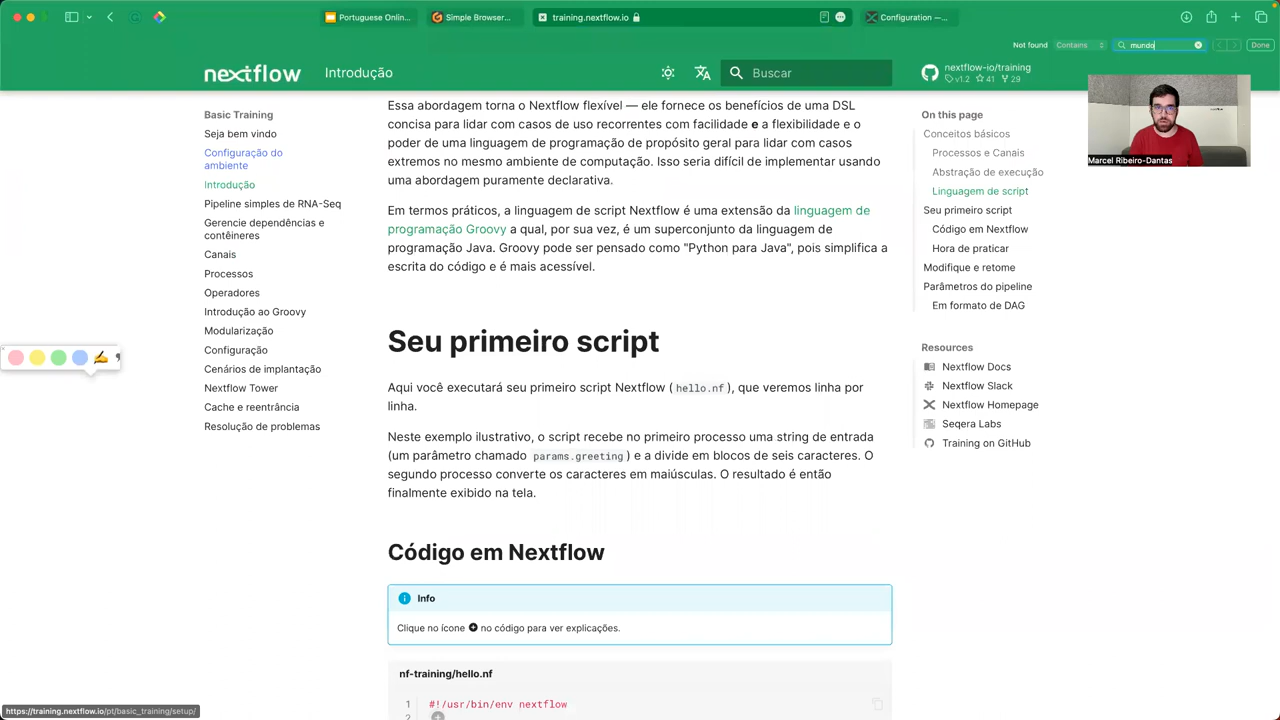 Portuguese Onlin...
Simple Browser...
training.nextflow.io
Configuration —...
Not found
Contains
mundo
Done
nextflow
Introdução
Buscar
nextflow-io/training
v1.2 41 29
Marcel Ribeiro-Dantas
Basic Training
Seja bem vindo
Configuração do
ambiente
Introdução
Pipeline simples de RNA-Seq
Gerencie dependências e
contêineres
Canais
Processos
Operadores
Introdução ao Groovy
Modularização
Configuração
Cenários de implantação
Nextflow Tower
Cache e reentrância
Resolução de problemas
Essa abordagem torna o Nextflow flexível — ele fornece os benefícios de uma DSL
concisa para lidar com casos de uso recorrentes com facilidade e a flexibilidade e o
poder de uma linguagem de programação de propósito geral para lidar com casos
extremos no mesmo ambiente de computação. Isso seria difícil de implementar usando
uma abordagem puramente declarativa.
Em termos práticos, a linguagem de script Nextflow é uma extensão da linguagem de
programação Groovy a qual, por sua vez, é um superconjunto da linguagem de
programação Java. Groovy pode ser pensado como "Python para Java", pois simplifica a
escrita do código e é mais acessível.
Seu primeiro script
Aqui você executará seu primeiro script Nextflow (hello.nf), que veremos linha por
linha.
Neste exemplo ilustrativo, o script recebe no primeiro processo uma string de entrada
(um parâmetro chamado params.greeting) e a divide em blocos de seis caracteres. O
segundo processo converte os caracteres em maiúsculas. O resultado é então
finalmente exibido na tela.
Código em Nextflow
Info
Clique no ícone no código para ver explicações.
nf-training/hello.nf
1 #!/usr/bin/env nextflow
2
On this page
Conceitos básicos
Processos e Canais
Abstração de execução
Linguagem de script
Seu primeiro script
Código em Nextflow
Hora de praticar
Modifique e retome
Parâmetros do pipeline
Em formato de DAG
Resources
Nextflow Docs
Nextflow Slack
Nextflow Homepage
Seqera Labs
Training on GitHub
https://training.nextflow.io/pt/basic_training/setup/